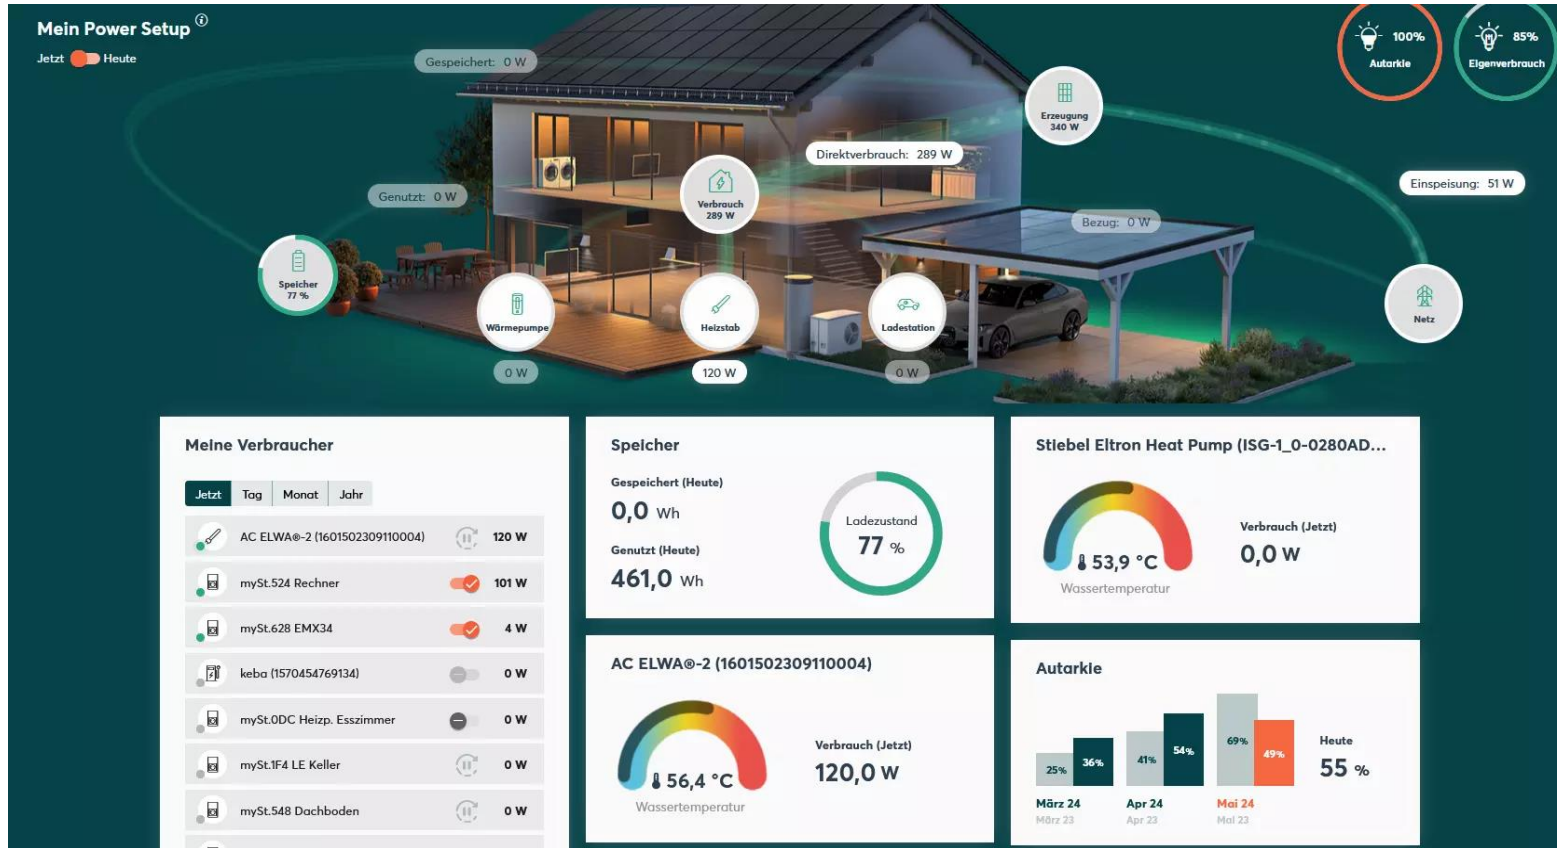 Mein Power Setup
Jetzt Heute
Gespeichert: 0 W
100%
Autarkie
85%
Eigenverbrauch
Erzeugung
340 W
Direktverbrauch: 289 W
Einspeisung: 51 W
Genutzt: 0 W
Verbrauch
289 W
Bezug: 0 W
Speicher
77 %
Wärmepumpe
0 W
Heizstab
120 W
Ladestation
0 W
Netz
Meine Verbraucher
Jetzt Tag Monat Jahr
AC ELWA®-2 (1601502309110004) 120 W
mySt.524 Rechner 101 W
mySt.628 EMX34 4 W
keba (1570454769134) 0 W
mySt.0DC Heizp. Esszimmer 0 W
mySt.1F4 LE Keller 0 W
mySt.548 Dachboden 0 W
Speicher
Gespeichert (Heute)
0,0 Wh
Genutzt (Heute)
461,0 Wh
Ladezustand
77 %
AC ELWA®-2 (1601502309110004)
56,4 °C
Wassertemperatur
Verbrauch (Jetzt)
120,0 W
Stiebel Eltron Heat Pump (ISG-1_0-0280AD...
53,9 °C
Wassertemperatur
Verbrauch (Jetzt)
0,0 W
Autarkie
25% 36% 41% 54% 69% 49%
Heute
55 %
März 24 Apr 24 Mai 24
März 23 Apr 23 Mai 23